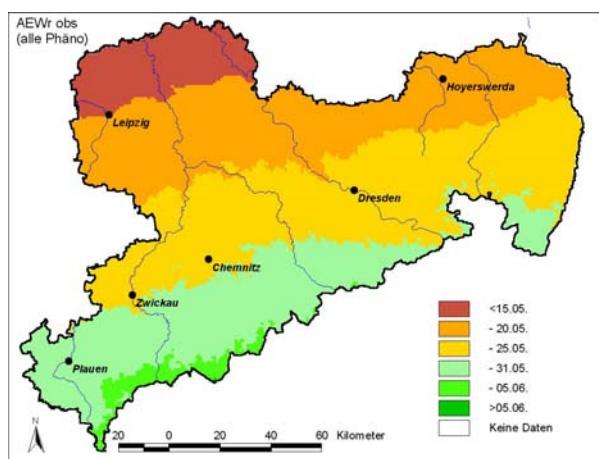 AEWr obs
(alle Phäno)
Hoyerswerda
Leipzig
Dresden
Chemnitz
Zwickau
Plauen
<15.05.
- 20.05.
- 25.05.
- 31.05.
- 05.06.
>05.06.
Keine Daten
N
20 0 20 40 60 Kilometer